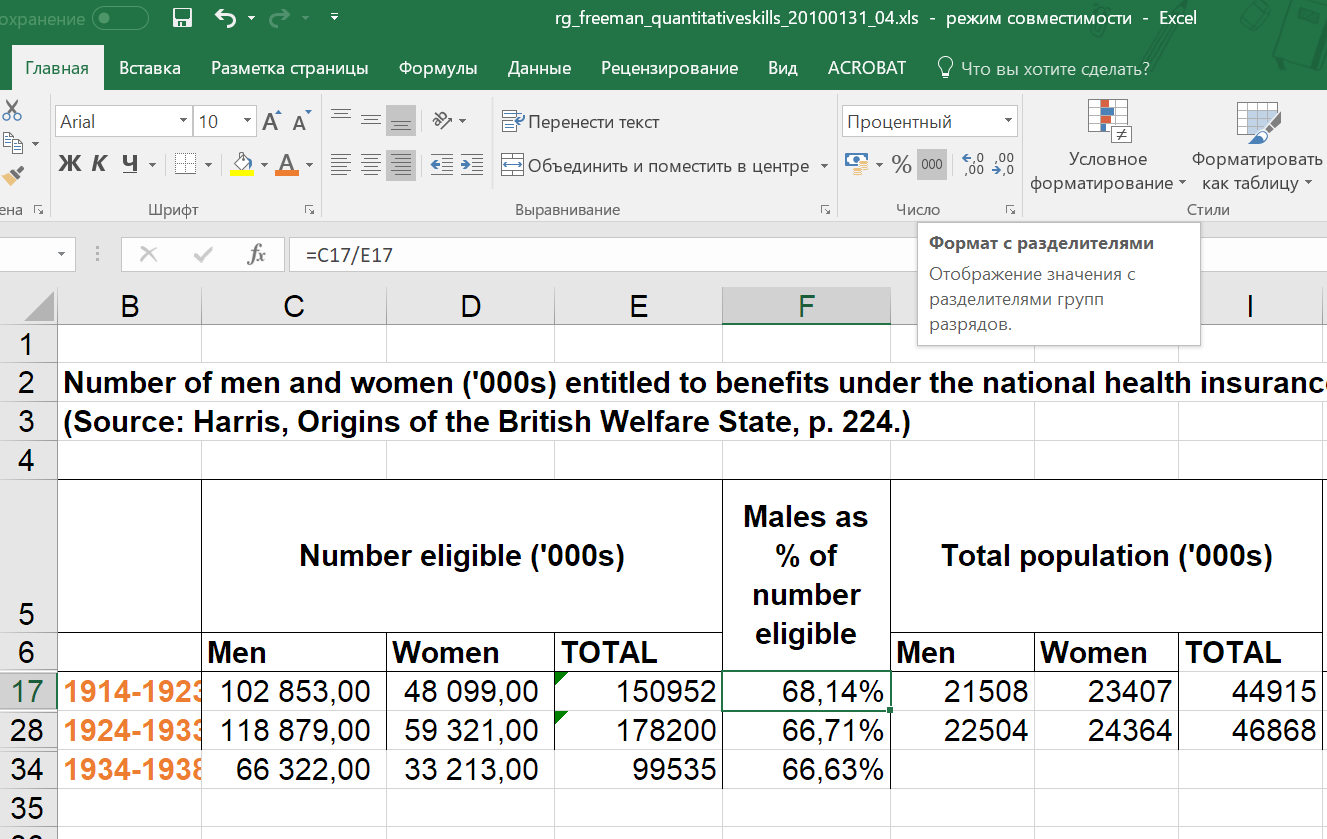 охранение
rg_freeman_quantitativeskills_20100131_04.xls - режим совместимости - Excel
Главная Вставка Разметка страницы Формулы Данные Рецензирование Вид ACROBAT Что вы хотите сделать?
Arial 10 Перенести текст Процентный
Ж К Ч А Объединить и поместить в центре % 000 Условное форматирование Форматировать как таблицу
ена Шрифт Выравнивание Число Стили
fx =C17/E17
Формат с разделителями
Отображение значения с
разделителями групп
разрядов.
B C D E F I
1
2 Number of men and women ('000s) entitled to benefits under the national health insuranc
3 (Source: Harris, Origins of the British Welfare State, p. 224.)
4
5 Number eligible ('000s) Males as % of number eligible Total population ('000s)
6 Men Women TOTAL Men Women TOTAL
17 1914-1923 102 853,00 48 099,00 150952 68,14% 21508 23407 44915
28 1924-1933 118 879,00 59 321,00 178200 66,71% 22504 24364 46868
34 1934-1938 66 322,00 33 213,00 99535 66,63%
35